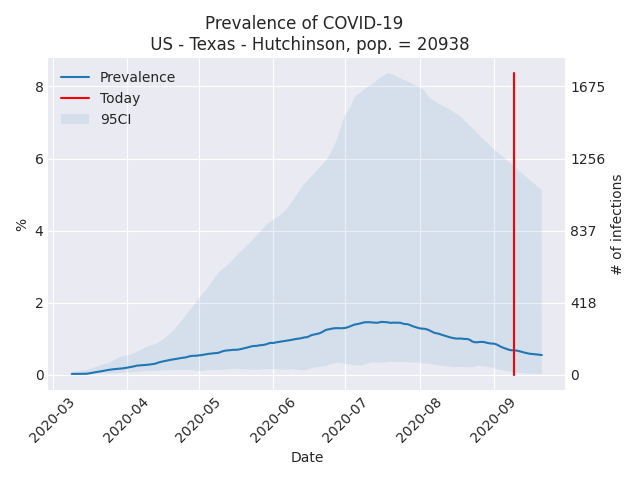 Prevalence of COVID-19
US - Texas - Hutchinson, pop. = 20938
Prevalence
Today
95CI
8
6
4
2
0
%
1675
1256
837
418
0
# of infections
2020-03
2020-04
2020-05
2020-06
2020-07
2020-08
2020-09
Date